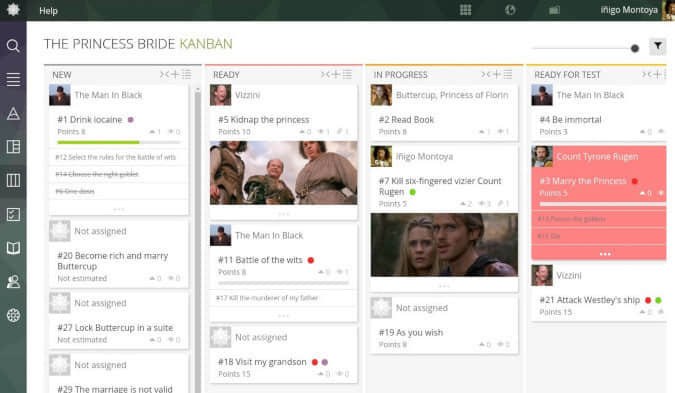 Help
íñigo Montoya
THE PRINCESS BRIDE KANBAN
NEW
The Man In Black
#1 Drink iocaine
Points 8
1
0
#12 Select the rules for the battle of wits
#14 Choose the right goblet
#6 One dosis
Not assigned
#20 Become rich and marry
Buttercup
Not estimated
0
0
Not assigned
#27 Lock Buttercup in a suite
Not estimated
0
0
Not assigned
#29 The marriage is not valid
READY
Vizzini
#5 Kidnap the princess
Points 10
0
1
1
The Man In Black
#11 Battle of the wits
Points 8
0
1
#17 Kill the murderer of my father
Not assigned
#18 Visit my grandson
Points 15
0
0
IN PROGRESS
Buttercup, Princess of Florin
#2 Read Book
Points 8
1
1
íñigo Montoya
#7 Kill six-fingered vizier Count
Rugen
Points 5
2
3
1
Not assigned
#19 As you wish
Points 8
0
0
READY FOR TEST
The Man In Black
#4 Be immortal
Points 3
0
Count Tyrone Rugen
#3 Marry the Princess
Points 5
0
#15 Poison the goblets
#16 Die
Vizzini
#21 Attack Westley's ship
Points 15
0